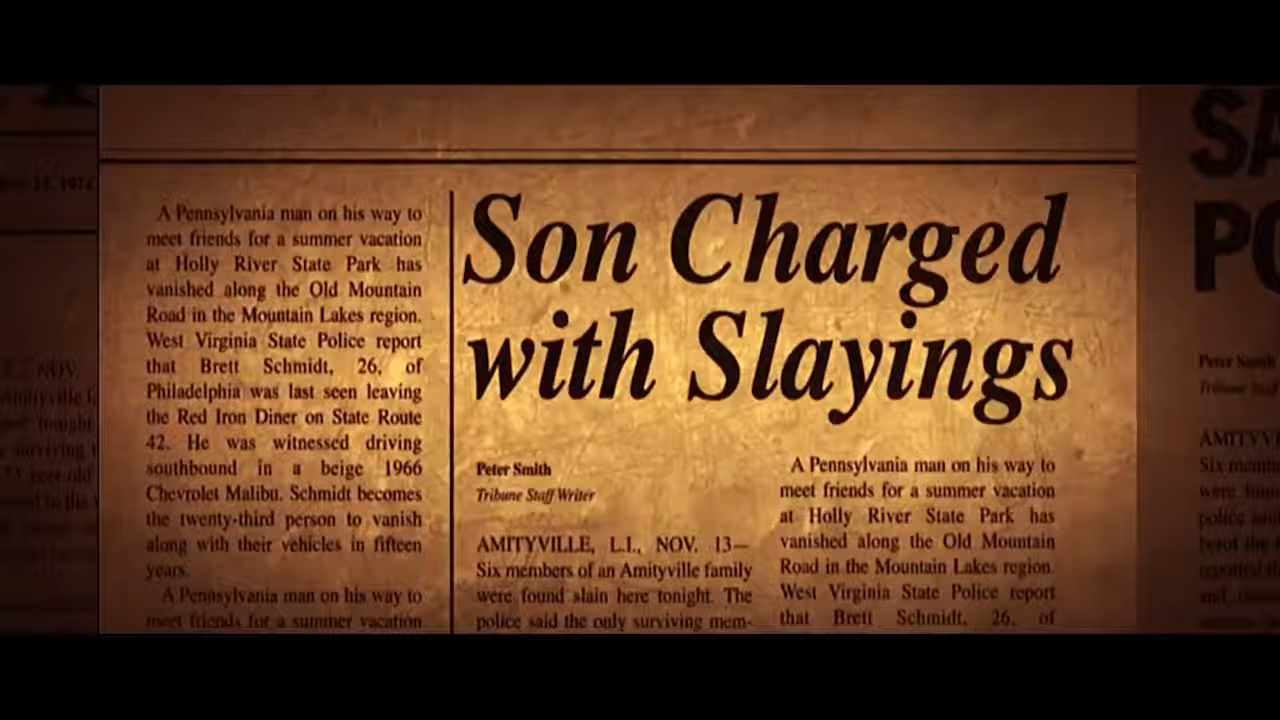 A Pennsylvania man on his way to
meet friends for a summer vacation
at Holly River State Park has
vanished along the Old Mountain
Road in the Mountain Lakes region.
West Virginia State Police report
that Brett Schmidt, 26, of
Philadelphia was last seen leaving
the Red Iron Diner on State Route
42. He was witnessed driving
southbound in a beige 1966
Chevrolet Malibu. Schmidt becomes
the twenty-third person to vanish
along with their vehicles in fifteen
years.
A Pennsylvania man on his way to
meet friends for a summer vacation
Son Charged
with Slayings
Peter Smith
Tribune Staff Writer
AMITYVILLE, L.I., NOV. 13—
Six members of an Amityville family
were found slain here tonight. The
police said the only surviving mem-
A Pennsylvania man on his way to
meet friends for a summer vacation
at Holly River State Park has
vanished along the Old Mountain
Road in the Mountain Lakes region.
West Virginia State Police report
that Brett Schmidt, 26, of
SA
PO
Peter Smith